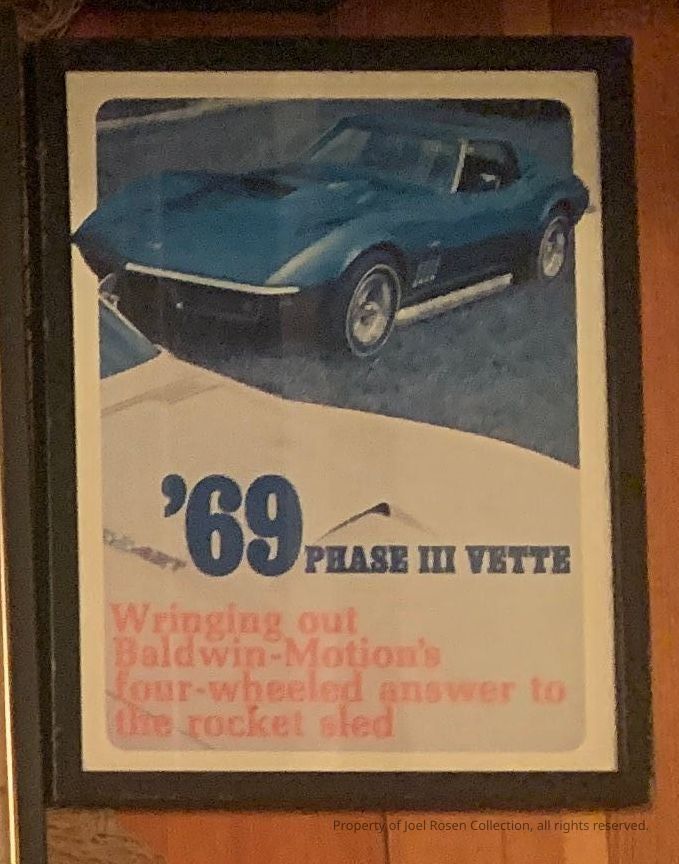 ’69 PHASE III VETTE
Wringing out
Baldwin-Motion's
four-wheeled answer to
the rocket sled
Property of Joel Rosen Collection, all rights reserved.